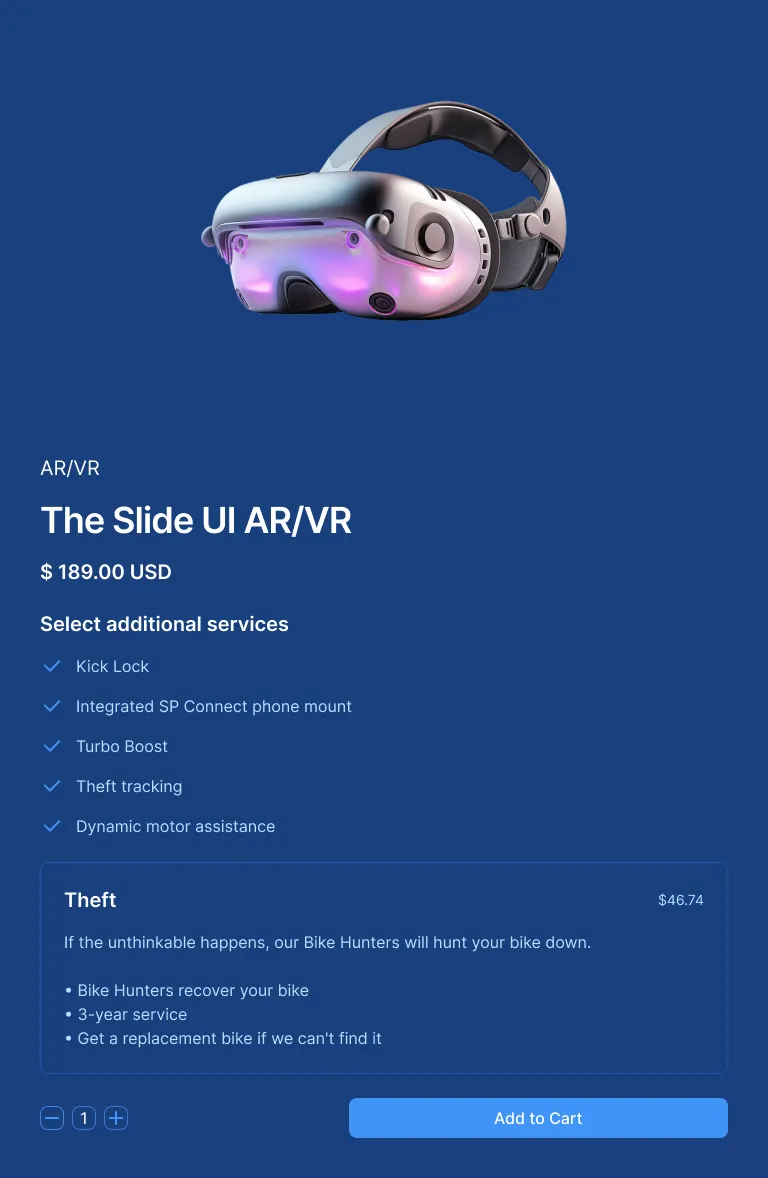 AR/VR
The Slide UI AR/VR
$ 189.00 USD
Select additional services
Kick Lock
Integrated SP Connect phone mount
Turbo Boost
Theft tracking
Dynamic motor assistance
Theft
$46.74
If the unthinkable happens, our Bike Hunters will hunt your bike down.
• Bike Hunters recover your bike
• 3-year service
• Get a replacement bike if we can't find it
1
Add to Cart